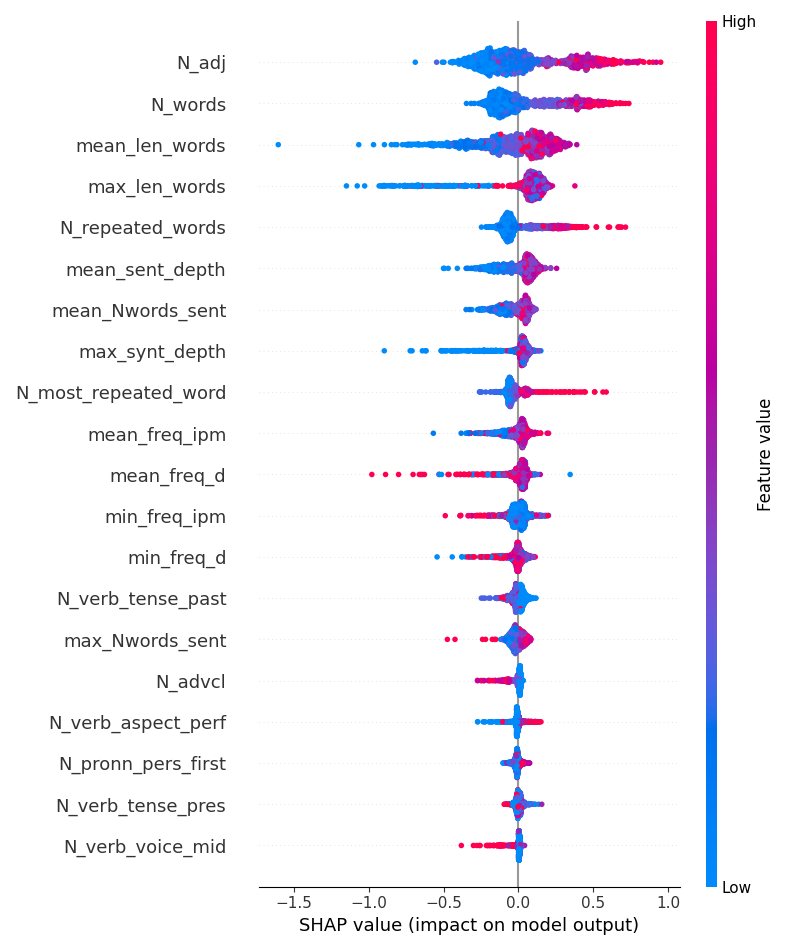 High
N_adj
N_words
mean_len_words
max_len_words
N_repeated_words
mean_sent_depth
mean_Nwords_sent
max_synt_depth
N_most_repeated_word
mean_freq_ipm
mean_freq_d
min_freq_ipm
min_freq_d
N_verb_tense_past
max_Nwords_sent
N_advcl
N_verb_aspect_perf
N_pronn_pers_first
N_verb_tense_pres
N_verb_voice_mid
Feature value
Low
−1.5 −1.0 −0.5 0.0 0.5 1.0
SHAP value (impact on model output)